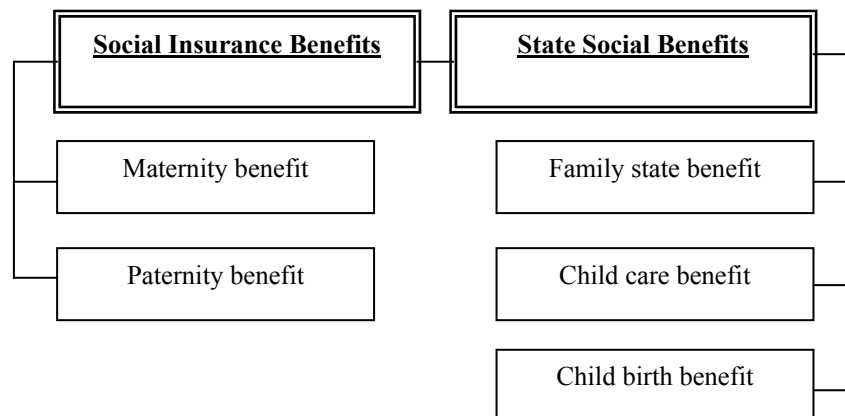 Social Insurance Benefits
State Social Benefits
Maternity benefit
Family state benefit
Paternity benefit
Child care benefit
Child birth benefit